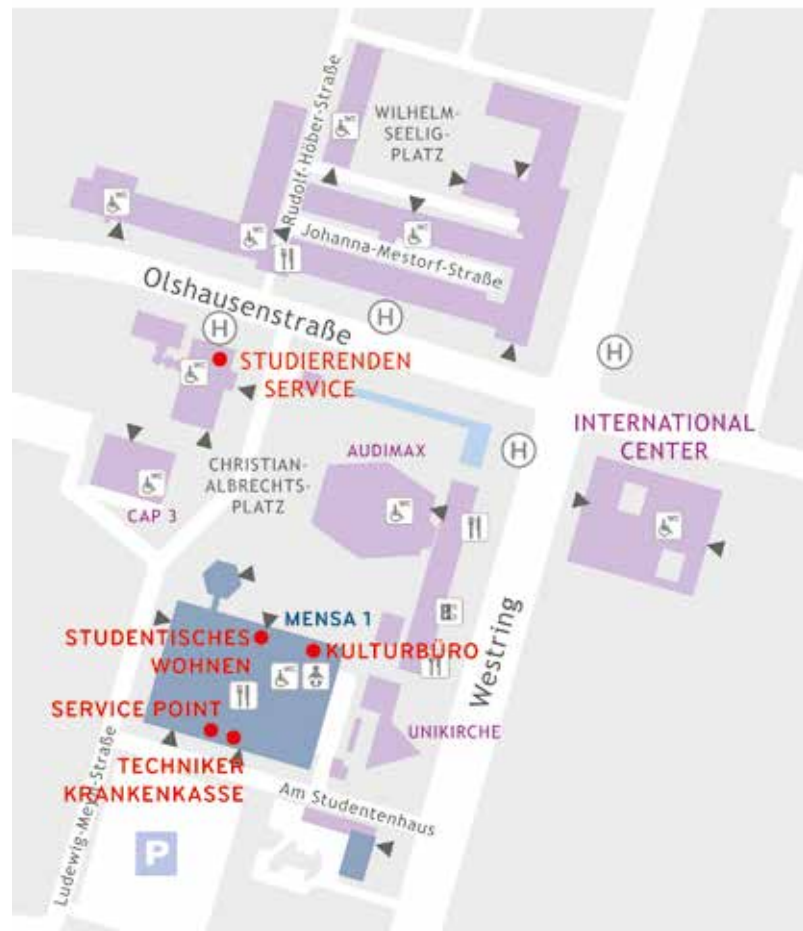 Rudolf-Höber-Straße
WILHELM-
SEELIG-
PLATZ
Johanna-Mestorf-Straße
Olshausenstraße
H
H
H
H
STUDIERENDEN
SERVICE
INTERNATIONAL
CENTER
AUDIMAX
CHRISTIAN-
ALBRECHTS-
PLATZ
CAP 3
MENSA 1
STUDENTISCHES
WOHNEN
KULTURBÜRO
Westring
SERVICE POINT
UNIKIRCHE
TECHNIKER
KRANKENKASSE
Am Studentenhaus
Ludewig-Meyn-Straße
P